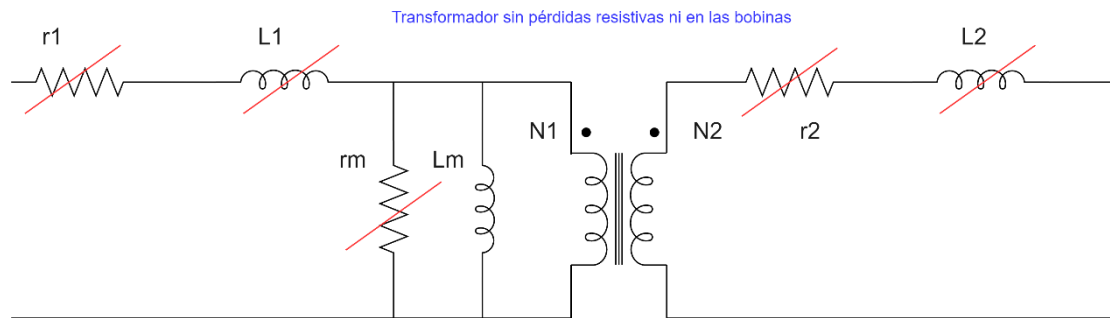 Transformador sin pérdidas resistivas ni en las bobinas
r1
L1
L2
N1
N2
r2
rm
Lm